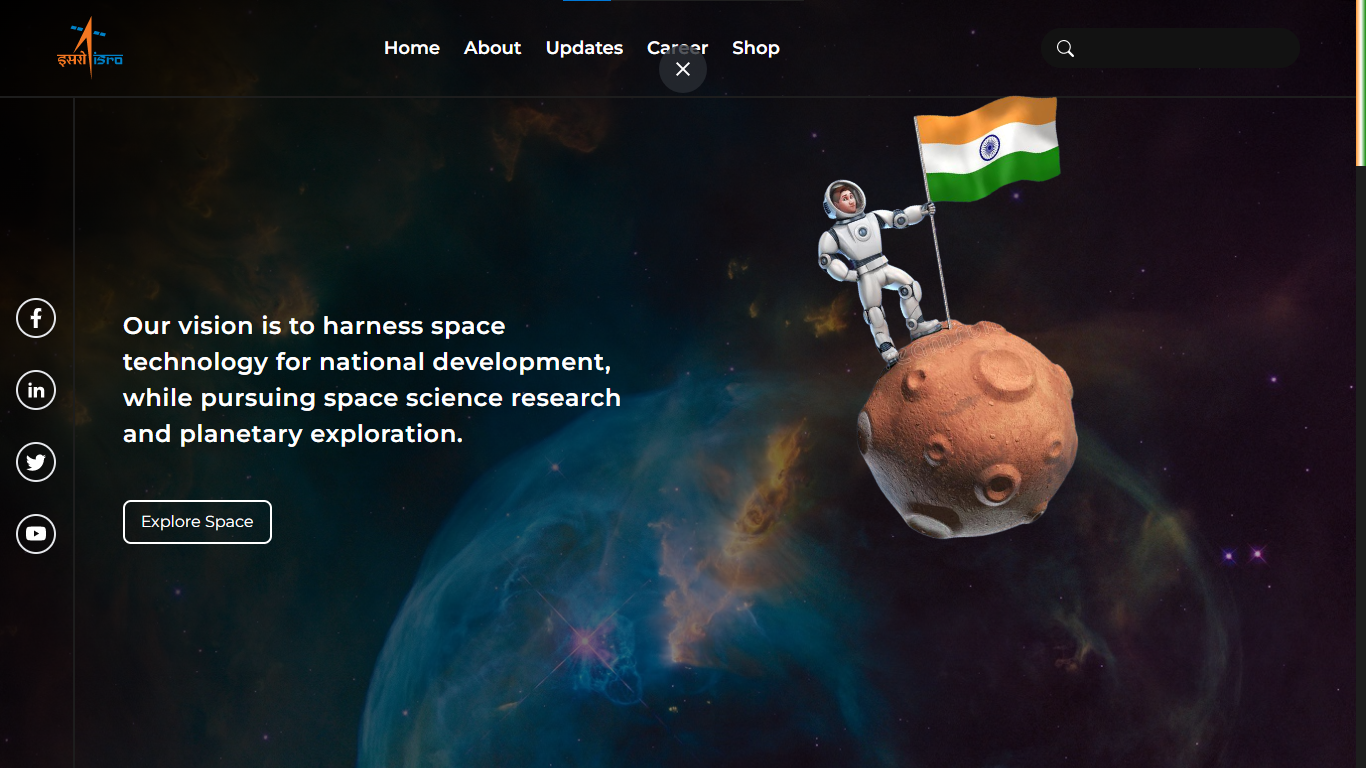 इसरो isro
Home About Updates Career Shop
Our vision is to harness space
technology for national development,
while pursuing space science research
and planetary exploration.
Explore Space